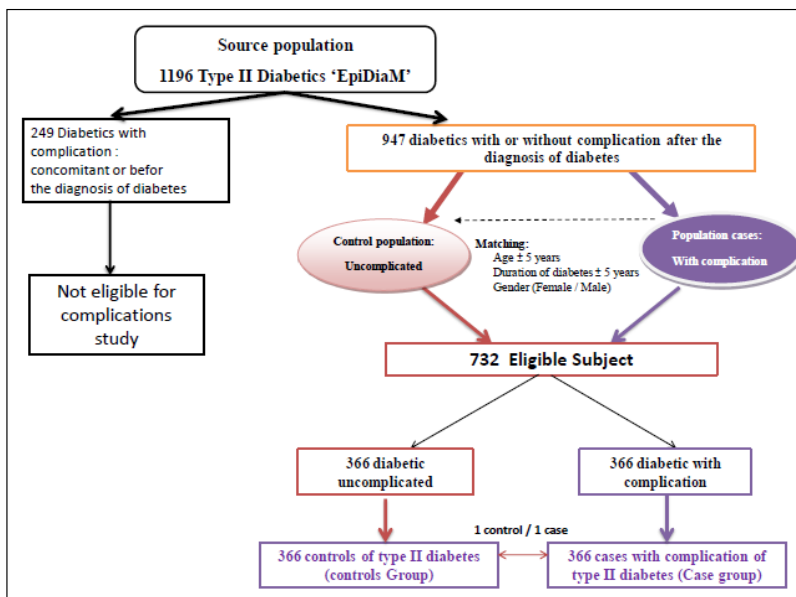 Source population
1196 Type II Diabetics ‘EpiDiaM’
249 Diabetics with
complication :
concomitant or befor
the diagnosis of diabetes
947 diabetics with or without complication after the
diagnosis of diabetes
Control population:
Uncomplicated
Matching:
Age ± 5 years
Duration of diabetes ± 5 years
Gender (Female / Male)
Population cases:
With complication
Not eligible for
complications
study
732 Eligible Subject
366 diabetic
uncomplicated
366 diabetic with
complication
1 control / 1 case
366 controls of type II diabetes
(controls Group)
366 cases with complication of
type II diabetes (Case group)